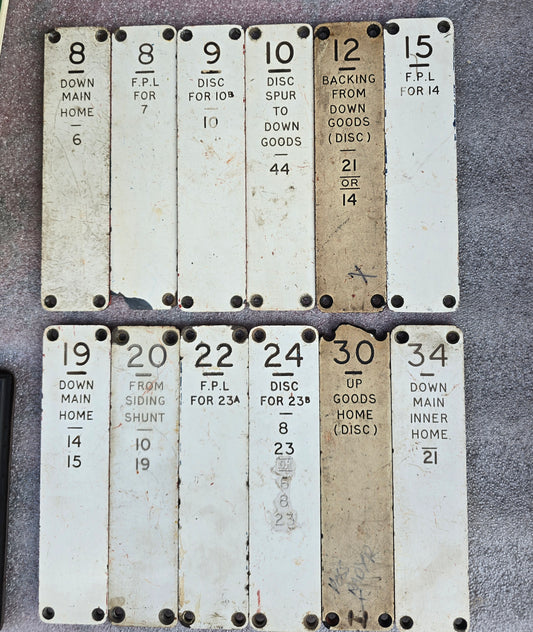 8
DOWN
MAIN
HOME
6
8
F.P.L
FOR
7
9
DISC
FOR 10B
10
10
DISC
SPUR
TO
DOWN
GOODS
44
12
BACKING
FROM
DOWN
GOODS
(DISC)
21
OR
14
15
F.P.L
FOR 14
19
DOWN
MAIN
HOME
14
15
20
FROM
SIDING
SHUNT
10
19
22
F.P.L
FOR 23A
24
DISC
FOR 23B
8
23
OR
8
23
30
UP
GOODS
HOME
(DISC)
34
DOWN
MAIN
INNER
HOME
21